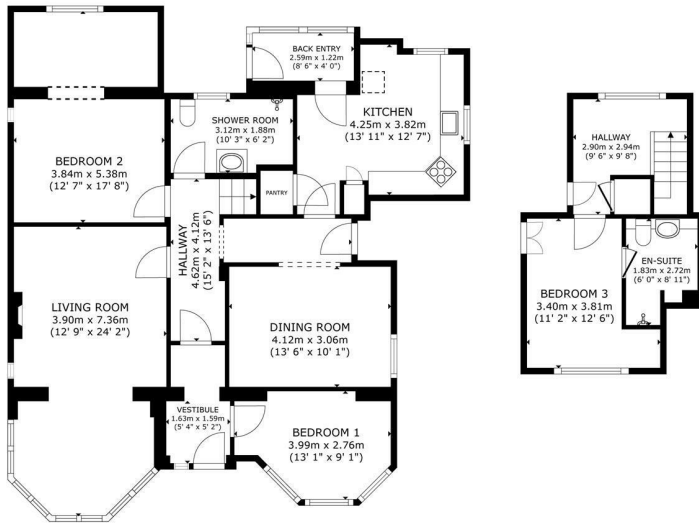 BACK ENTRY
2.59m x 1.22m
(8' 6" x 4' 0")
KITCHEN
4.25m x 3.82m
(13' 11" x 12' 7")
SHOWER ROOM
3.12m x 1.88m
(10' 3" x 6' 2")
BEDROOM 2
3.84m x 5.38m
(12' 7" x 17' 8")
PANTRY
HALLWAY
4.62m x 4.12m
(15' 2" x 13' 6")
LIVING ROOM
3.90m x 7.36m
(12' 9" x 24' 2")
DINING ROOM
4.12m x 3.06m
(13' 6" x 10' 1")
VESTIBULE
1.63m x 1.59m
(5' 4" x 5' 2")
BEDROOM 1
3.99m x 2.76m
(13' 1" x 9' 1")
HALLWAY
2.90m x 2.94m
(9' 6" x 9' 8")
EN-SUITE
1.83m x 2.72m
(6' 0" x 8' 11")
BEDROOM 3
3.40m x 3.81m
(11' 2" x 12' 6")